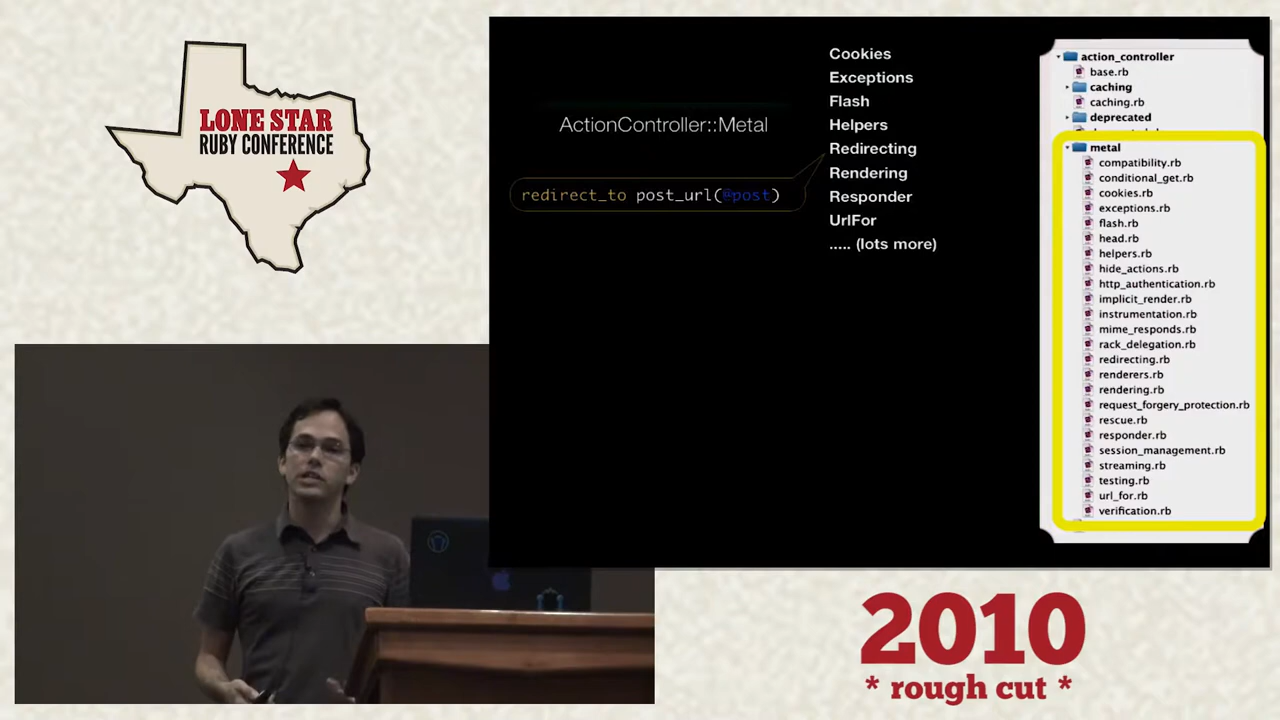 LONE STAR
RUBY CONFERENCE
ActionController::Metal
redirect_to post_url(@post)
Cookies
Exceptions
Flash
Helpers
Redirecting
Rendering
Responder
UrlFor
..... (lots more)
action_controller
base.rb
caching
caching.rb
deprecated
metal
compatibility.rb
conditional_get.rb
cookies.rb
exceptions.rb
flash.rb
head.rb
helpers.rb
hide_actions.rb
http_authentication.rb
implicit_render.rb
instrumentation.rb
mime_responds.rb
rack_delegation.rb
redirecting.rb
renderers.rb
rendering.rb
request_forgery_protection.rb
rescue.rb
responder.rb
session_management.rb
streaming.rb
testing.rb
url_for.rb
verification.rb
2010
* rough cut *